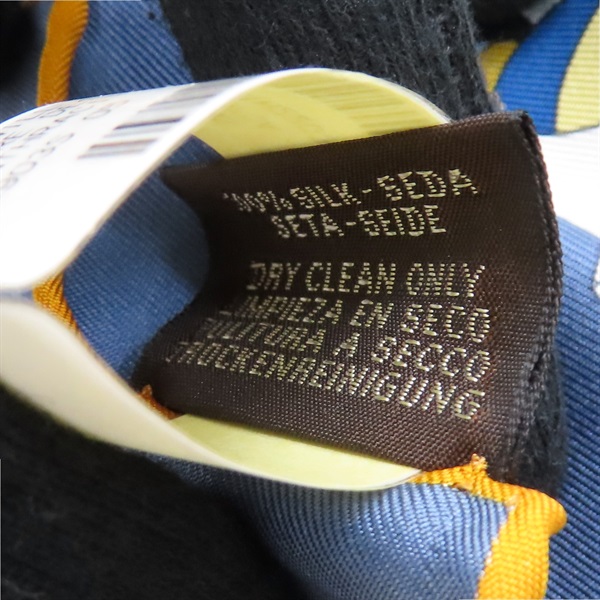 100% SILK - SEDA
SETA - SEIDE
DRY CLEAN ONLY
LIMPIEZA EN SECO
PULITURA A SECCO
TROCKENREINIGUNG